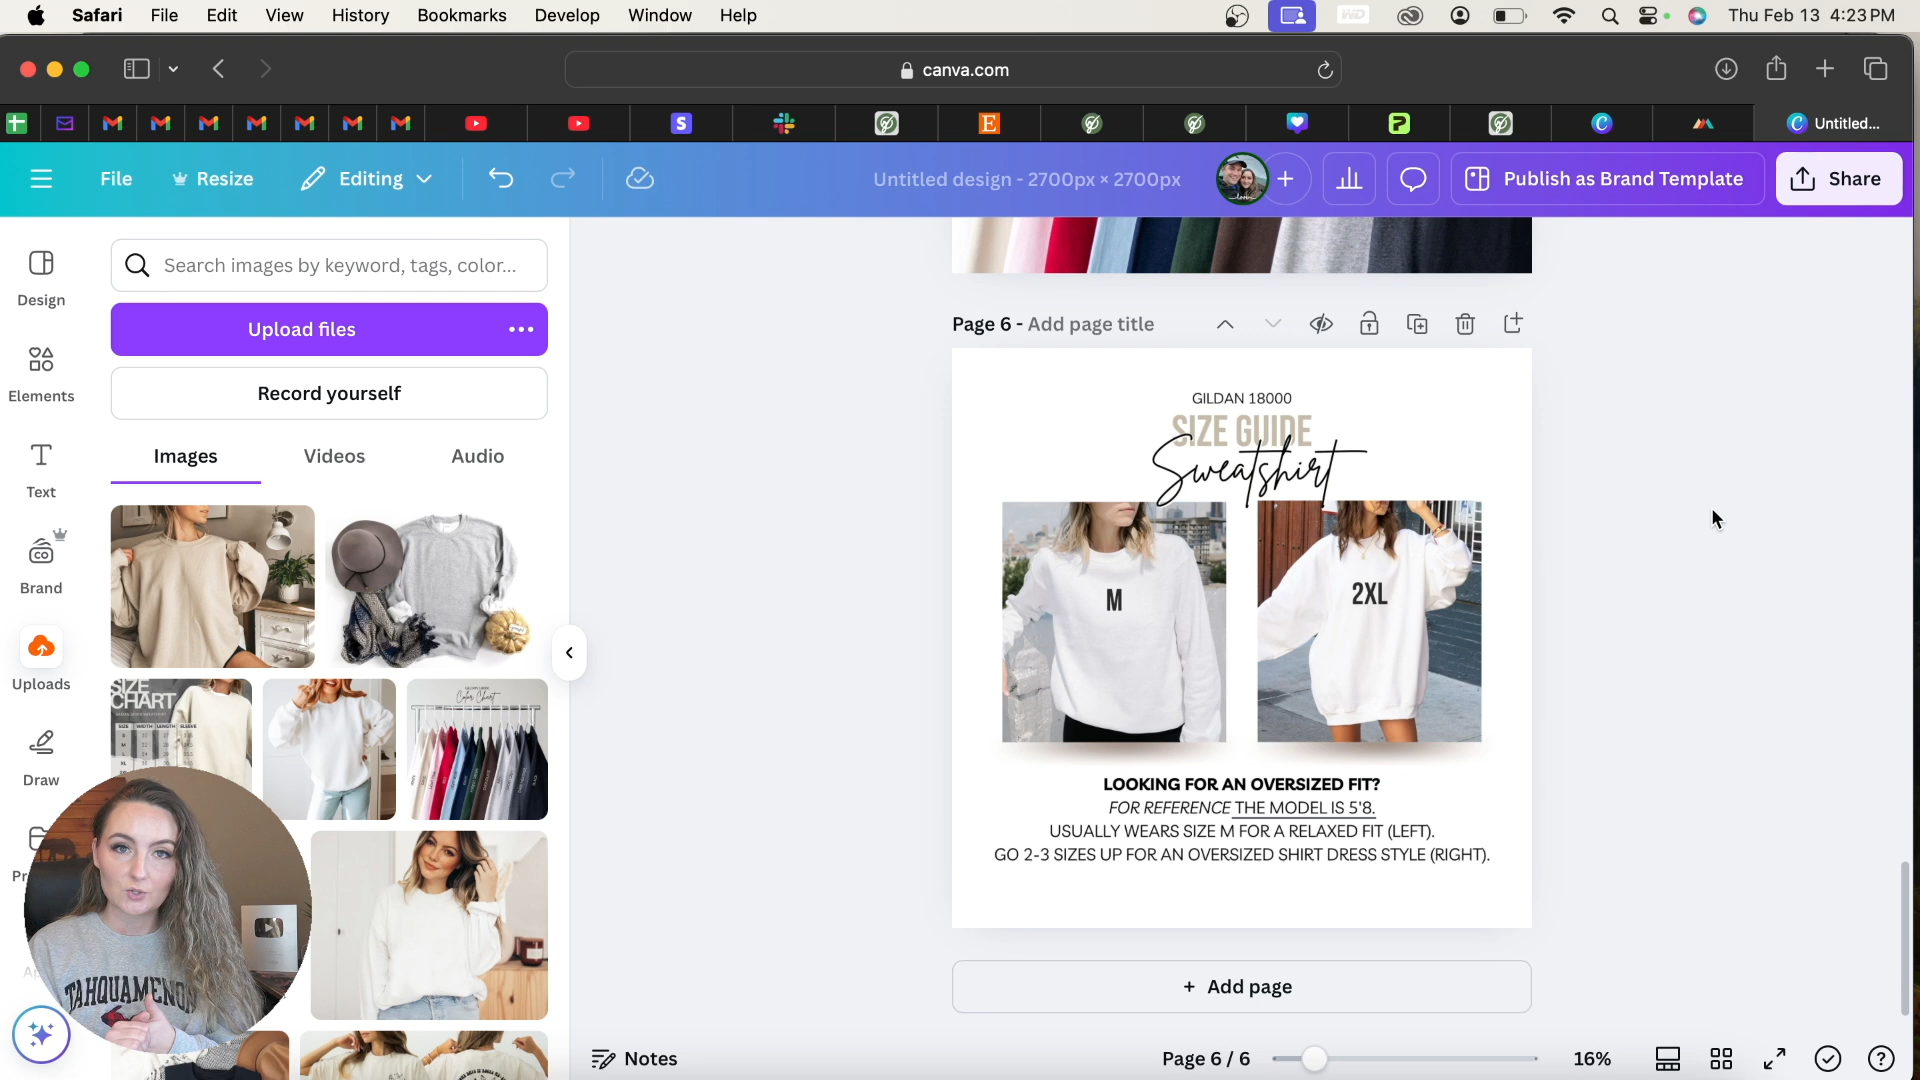 Safari File Edit View History Bookmarks Develop Window Help
Thu Feb 13 4:23 PM
canva.com
Untitled...
File Resize Editing
Untitled design - 2700px × 2700px
Publish as Brand Template
Share
Design
Elements
Text
Brand
Uploads
Draw
Search images by keyword, tags, color...
Upload files
Record yourself
Images Videos Audio
SIZE
CHART
Color Chart
TAHQUAMENON
Page 6 - Add page title
GILDAN 18000
SIZE GUIDE
Sweatshirt
M
2XL
LOOKING FOR AN OVERSIZED FIT?
FOR REFERENCE THE MODEL IS 5'8.
USUALLY WEARS SIZE M FOR A RELAXED FIT (LEFT).
GO 2-3 SIZES UP FOR AN OVERSIZED SHIRT DRESS STYLE (RIGHT).
+ Add page
Notes
Page 6 / 6
16%